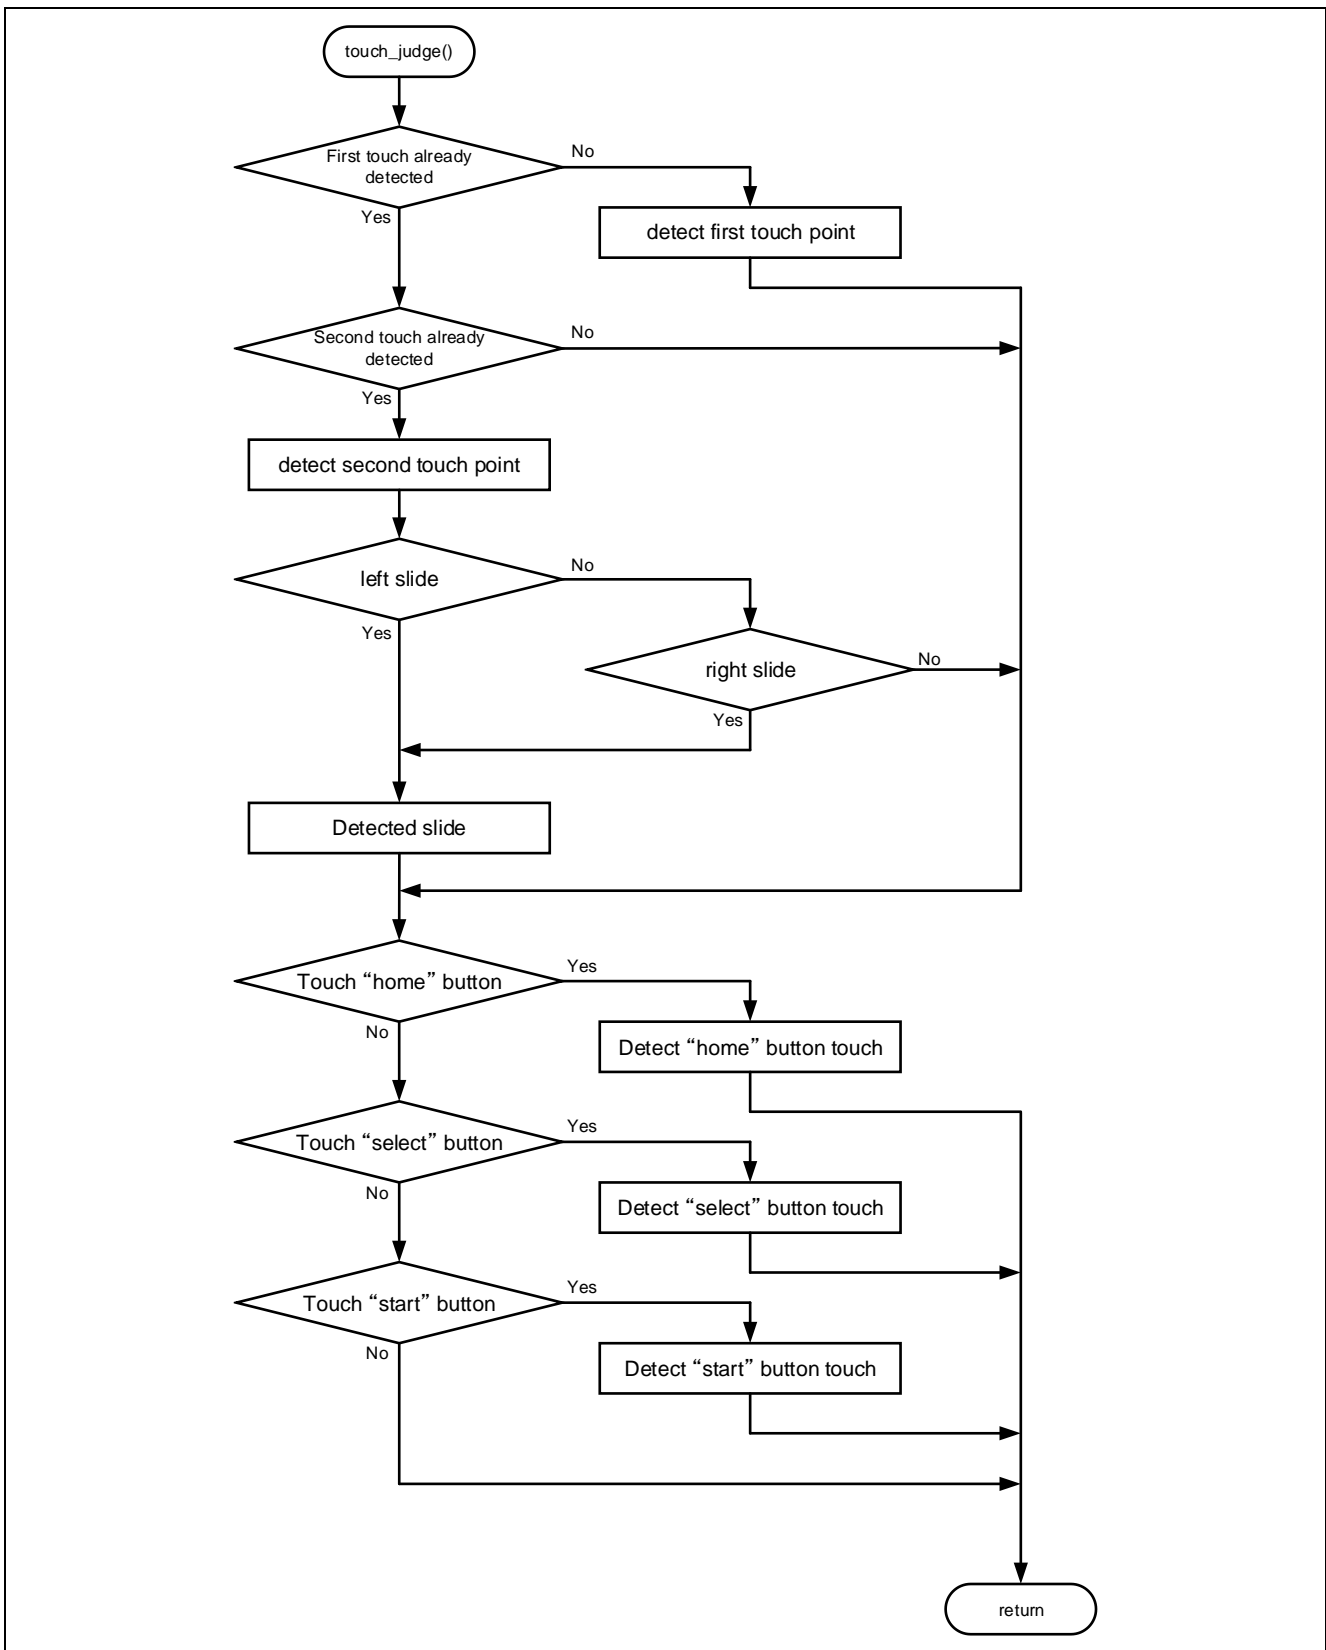 touch_judge()
First touch already
detected
No
Yes
detect first touch point
Second touch already
detected
No
Yes
detect second touch point
left slide
No
Yes
right slide
No
Yes
Detected slide
Touch “home” button
Yes
No
Detect “home” button touch
Touch “select” button
Yes
No
Detect “select” button touch
Touch “start” button
Yes
No
Detect “start” button touch
return